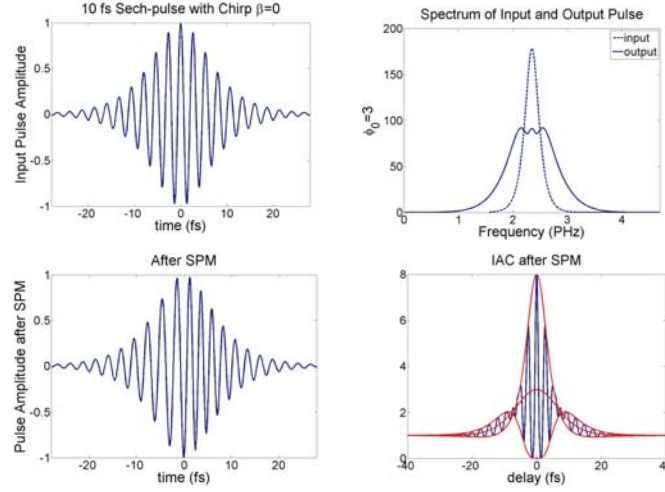 10 fs Sech-pulse with Chirp β=0
Input Pulse Amplitude
1
0.5
0
-0.5
-1
-20 -10 0 10 20
time (fs)
Spectrum of Input and Output Pulse
input
output
ϕ0=3
200
150
100
50
0
0 1 2 3 4
Frequency (PHz)
After SPM
Pulse Amplitude after SPM
1
0.5
0
-0.5
-1
-20 0 20
time (fs)
IAC after SPM
8
6
4
2
0
-40 -20 0 20 40
delay (fs)